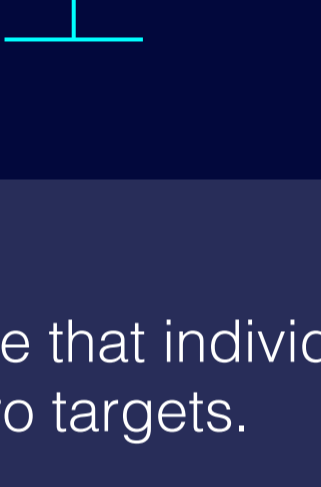 e that individ
o targets.